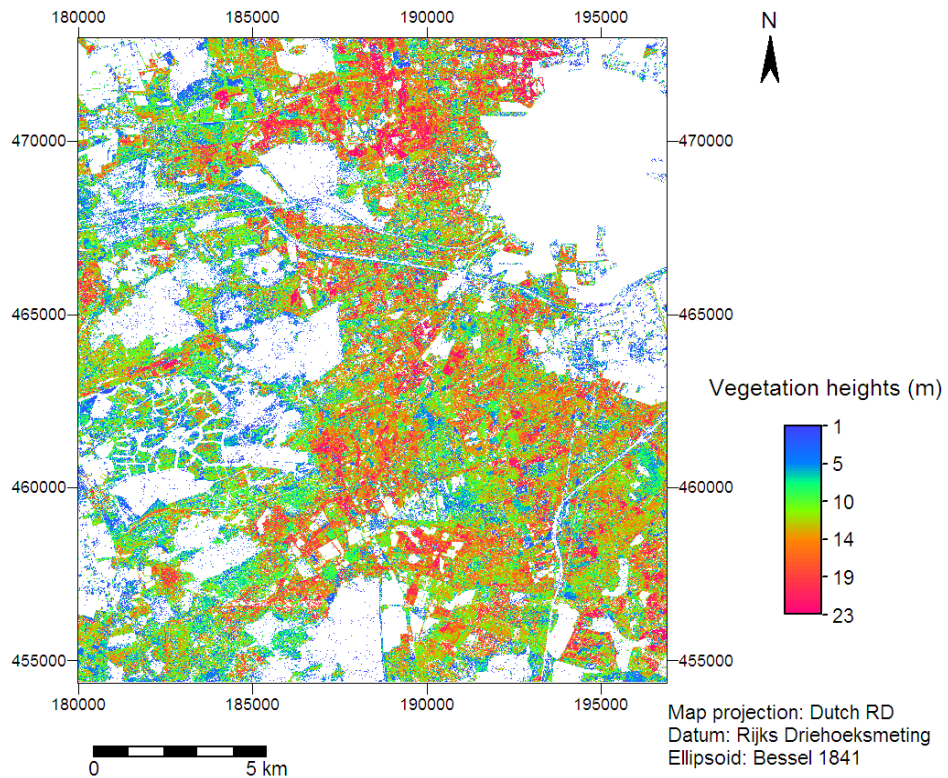 180000 185000 190000 195000
N
470000 470000
465000 465000
Vegetation heights (m)
1
5
10
14
19
23
460000 460000
455000 455000
180000 185000 190000 195000
Map projection: Dutch RD
Datum: Rijks Driehoeksmeting
Ellipsoid: Bessel 1841
0 5 km